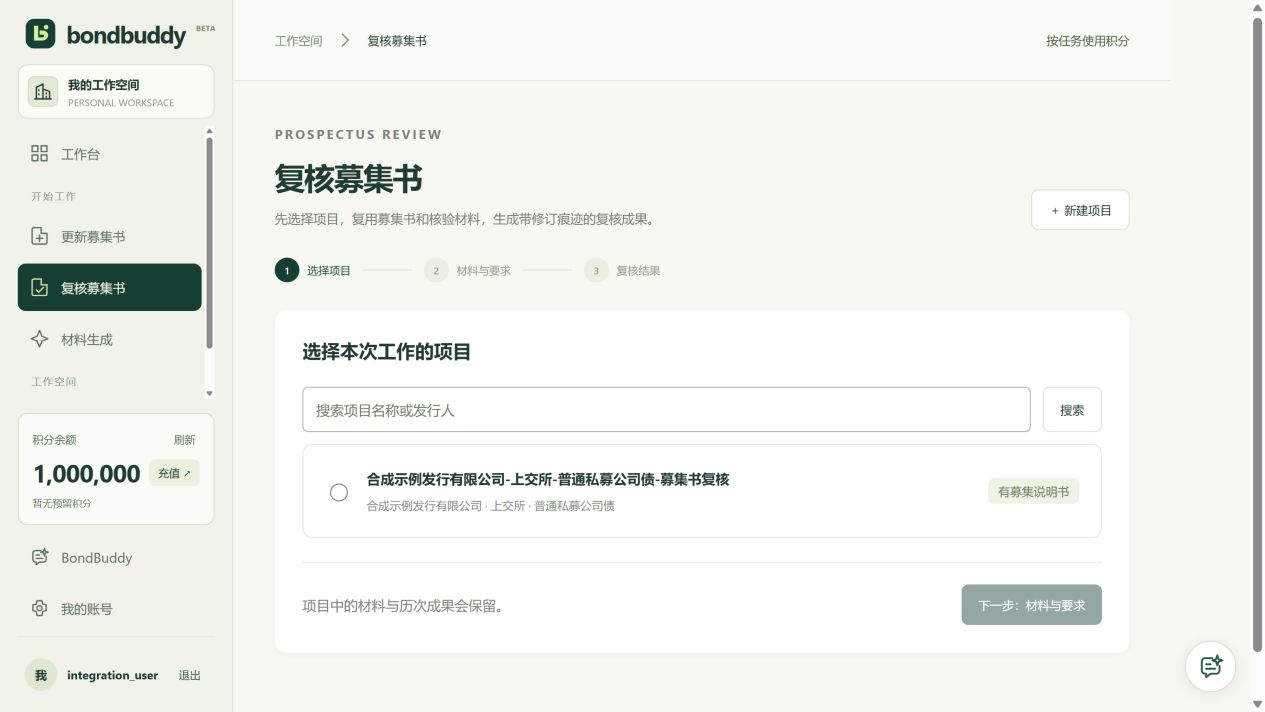 bondbuddy BETA
我的工作空间
PERSONAL WORKSPACE
工作台
开始工作
更新募集书
复核募集书
材料生成
工作空间
积分余额 刷新
1,000,000 充值 ↗
暂无预留积分
BondBuddy
我的账号
我 integration_user 退出
工作空间 > 复核募集书 按任务使用积分
PROSPECTUS REVIEW
复核募集书
先选择项目，复用募集书和核验材料，生成带修订痕迹的复核成果。
+ 新建项目
1 选择项目 2 材料与要求 3 复核结果
选择本次工作的项目
搜索项目名称或发行人 搜索
合成示例发行有限公司-上交所-普通私募公司债-募集书复核
合成示例发行有限公司 · 上交所 · 普通私募公司债
有募集说明书
项目中的材料与历次成果会保留。
下一步：材料与要求